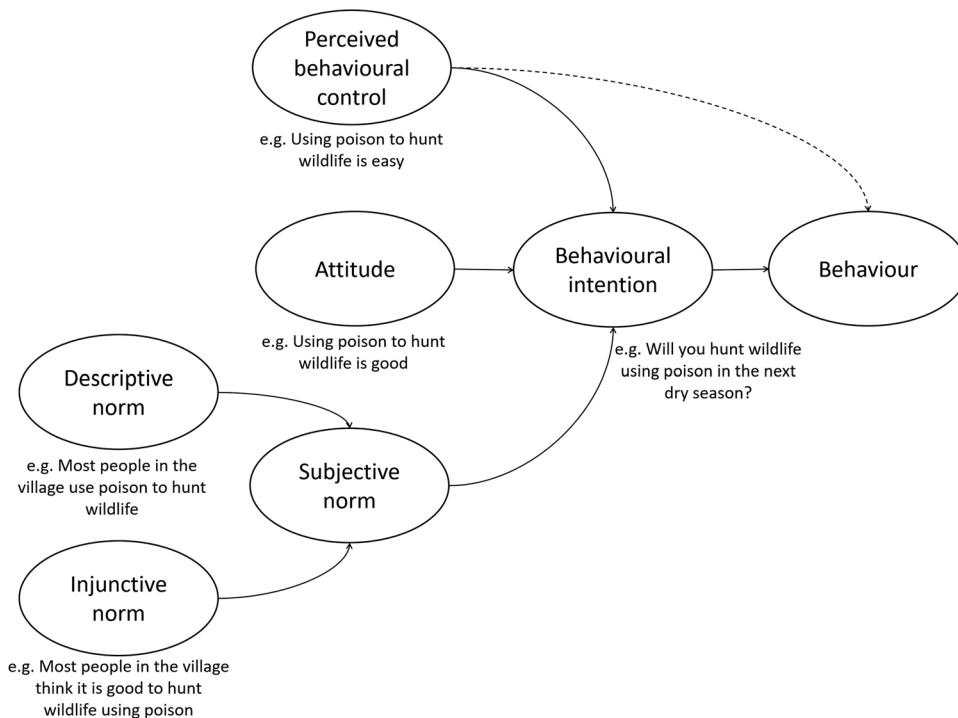 Perceived
behavioural
control
e.g. Using poison to hunt
wildlife is easy
Attitude
e.g. Using poison to hunt
wildlife is good
Behavioural
intention
e.g. Will you hunt wildlife
using poison in the next
dry season?
Behaviour
Descriptive
norm
e.g. Most people in the
village use poison to hunt
wildlife
Subjective
norm
Injunctive
norm
e.g. Most people in the village
think it is good to hunt
wildlife using poison